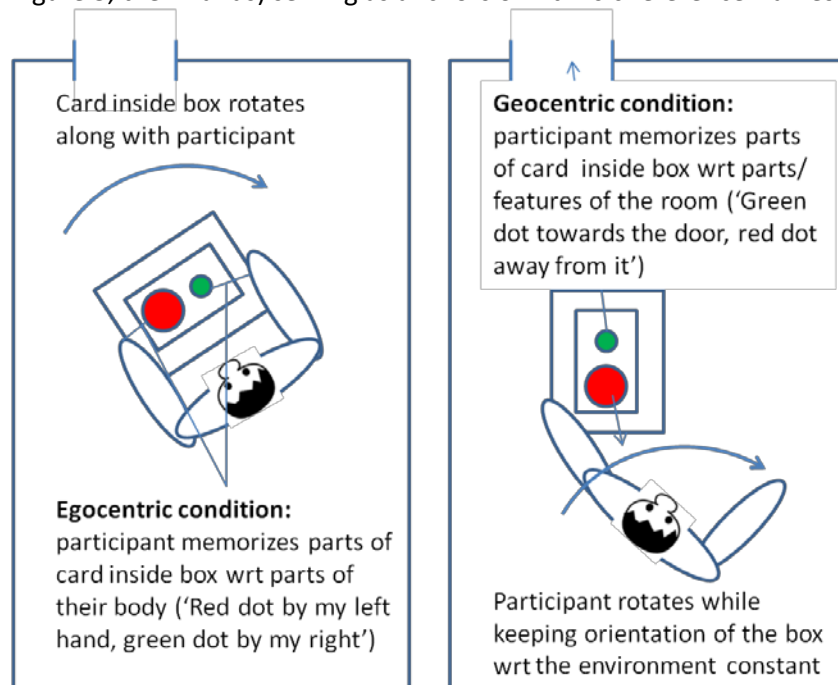 Card inside box rotates
along with participant
Egocentric condition:
participant memorizes parts of
card inside box wrt parts of
their body (‘Red dot by my left
hand, green dot by my right’)
Geocentric condition:
participant memorizes parts
of card inside box wrt parts/
features of the room (‘Green
dot towards the door, red dot
away from it’)
Participant rotates while
keeping orientation of the box
wrt the environment constant